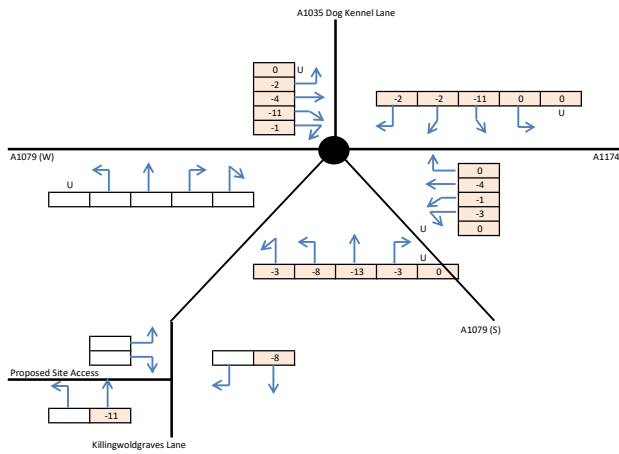 A1035 Dog Kennel Lane
0 U
-2
-4
-11
-1
-2 -2 -11 0 0
U
A1079 (W)
A1174
U
0
-4
-1
-3
0
U
U
-3 -8 -13 -3 0
A1079 (S)
-8
Proposed Site Access
-11
Killingwoldgraves Lane